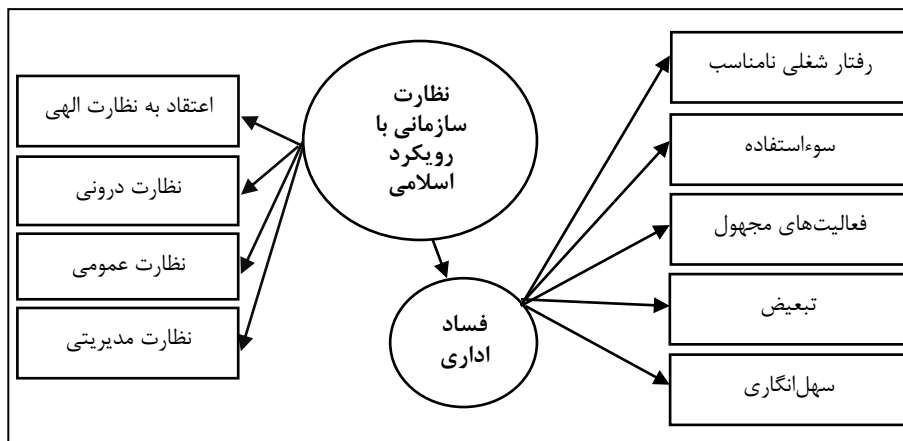 نظارت
سازمانی با
رویکرد
اسلامی
فساد
اداری
رفتار شغلی نامناسب
سوءاستفاده
فعالیت‌های مجهول
تبعیض
سهل‌انگاری
اعتقاد به نظارت الهی
نظارت درونی
نظارت عمومی
نظارت مدیریتی